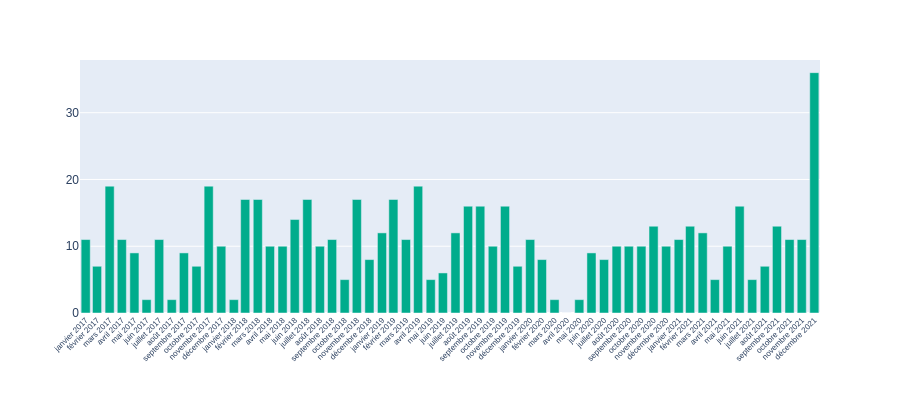 30
20
10
0
janvier 2017
février 2017
mars 2017
avril 2017
mai 2017
juin 2017
juillet 2017
août 2017
septembre 2017
octobre 2017
novembre 2017
décembre 2017
janvier 2018
février 2018
mars 2018
avril 2018
mai 2018
juin 2018
juillet 2018
août 2018
septembre 2018
octobre 2018
novembre 2018
décembre 2018
janvier 2019
février 2019
mars 2019
avril 2019
mai 2019
juin 2019
juillet 2019
août 2019
septembre 2019
octobre 2019
novembre 2019
décembre 2019
janvier 2020
février 2020
mars 2020
avril 2020
mai 2020
juin 2020
juillet 2020
août 2020
septembre 2020
octobre 2020
novembre 2020
décembre 2020
janvier 2021
février 2021
mars 2021
avril 2021
mai 2021
juin 2021
juillet 2021
août 2021
septembre 2021
octobre 2021
novembre 2021
décembre 2021